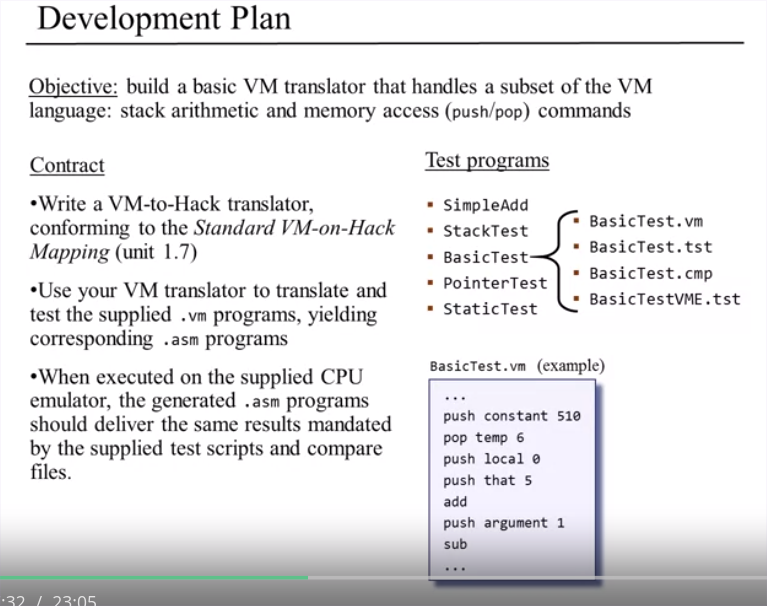 Development Plan
Objective: build a basic VM translator that handles a subset of the VM
language: stack arithmetic and memory access (push/pop) commands
Contract
•Write a VM-to-Hack translator,
conforming to the Standard VM-on-Hack
Mapping (unit 1.7)
•Use your VM translator to translate and
test the supplied .vm programs, yielding
corresponding .asm programs
•When executed on the supplied CPU
emulator, the generated .asm programs
should deliver the same results mandated
by the supplied test scripts and compare
files.
Test programs
▪ SimpleAdd
▪ StackTest
▪ BasicTest
▪ PointerTest
▪ StaticTest
▪ BasicTest.vm
▪ BasicTest.tst
▪ BasicTest.cmp
▪ BasicTestVME.tst
BasicTest.vm (example)
...
push constant 510
pop temp 6
push local 0
push that 5
add
push argument 1
sub
...
:32 / 23:05